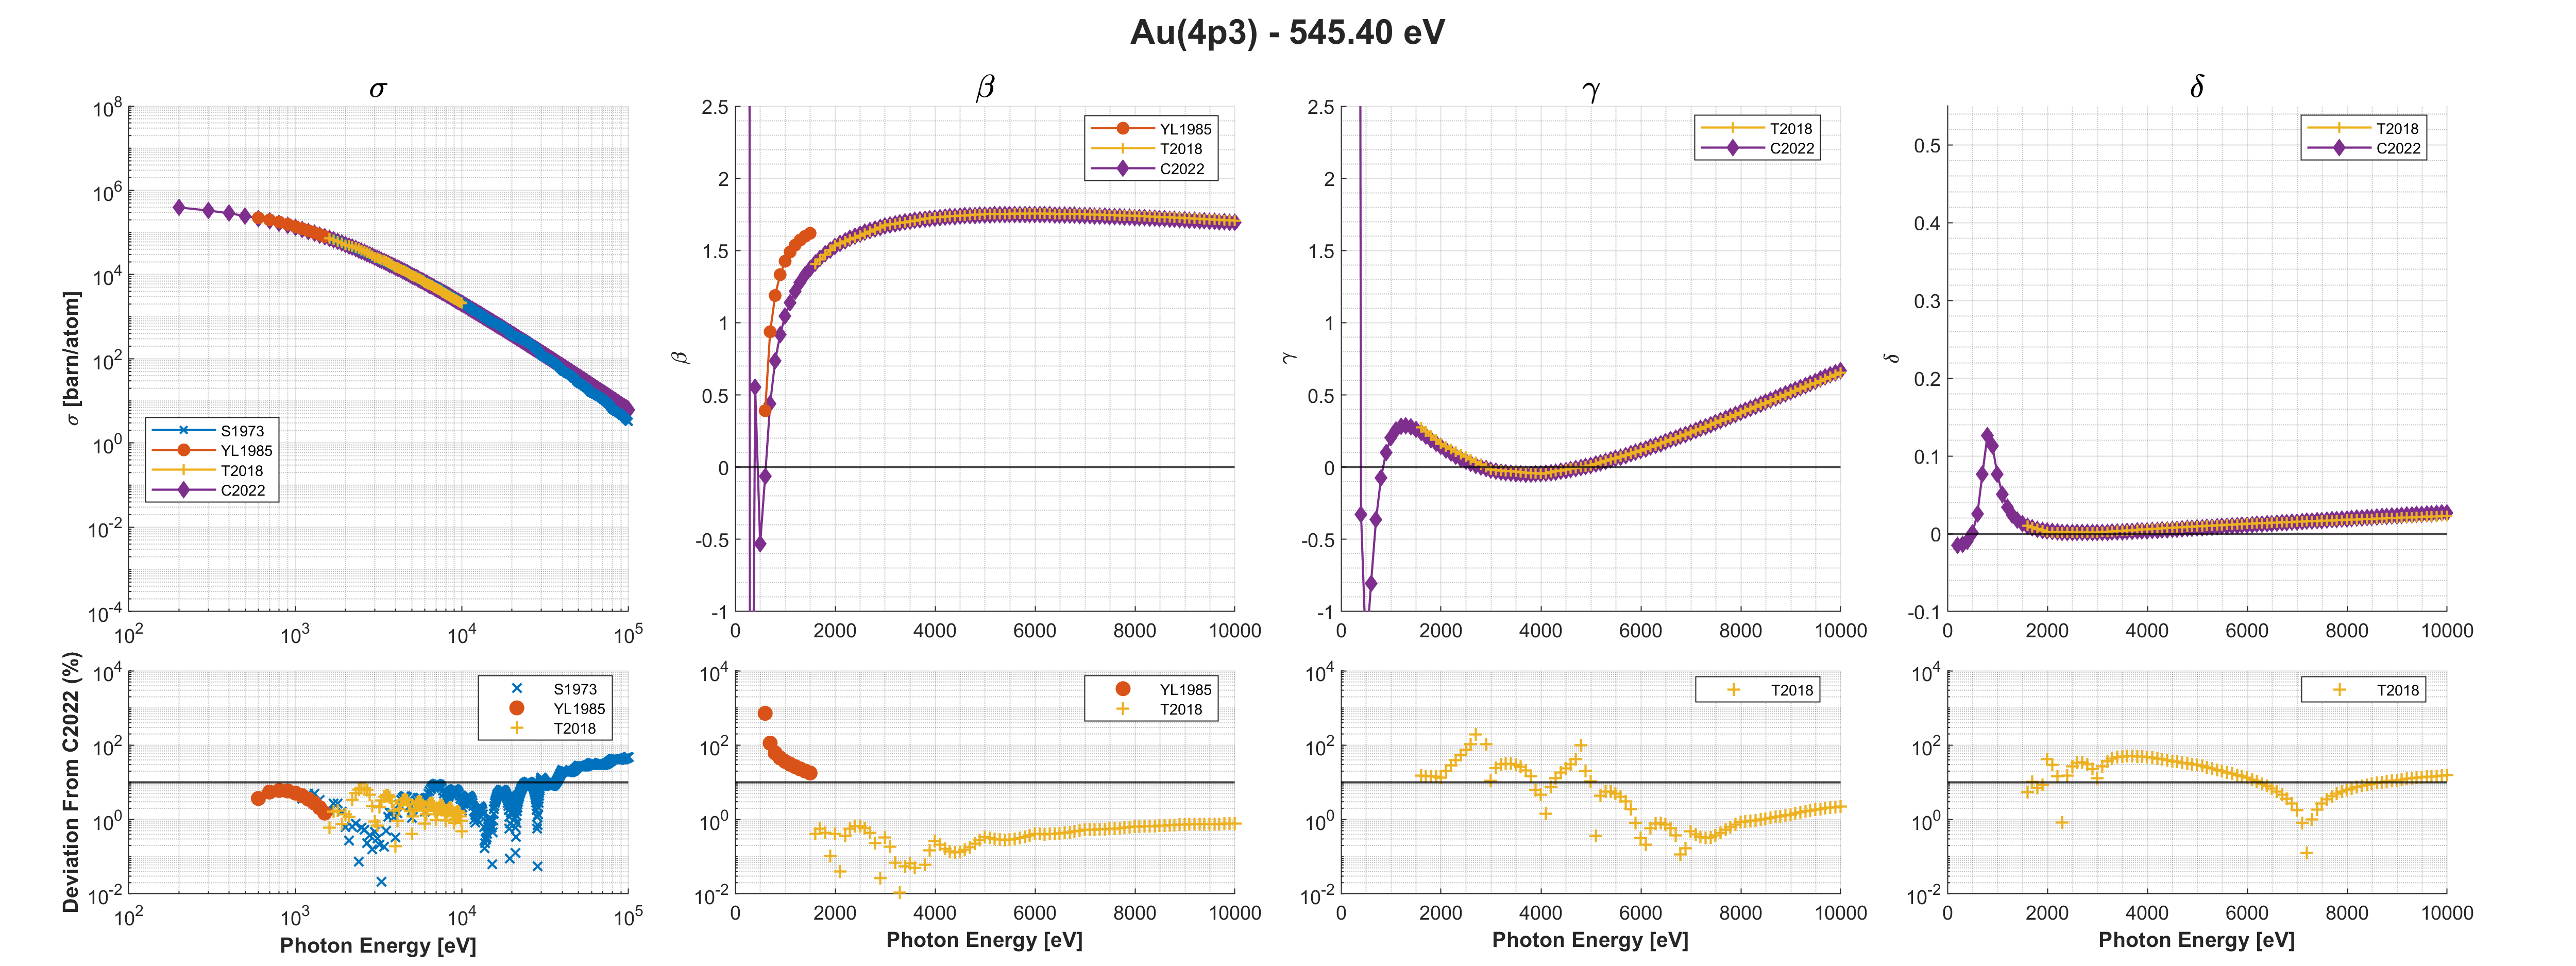 Au(4p3) - 545.40 eV
σ
10^8
10^6
10^4
10^2
10^0
10^-2
10^-4
σ [barn/atom]
S1973
YL1985
T2018
C2022
10^2
10^3
10^4
10^5
β
2.5
2
1.5
1
0.5
0
-0.5
-1
β
YL1985
T2018
C2022
0
2000
4000
6000
8000
10000
γ
2.5
2
1.5
1
0.5
0
-0.5
-1
γ
T2018
C2022
0
2000
4000
6000
8000
10000
δ
0.5
0.4
0.3
0.2
0.1
0
-0.1
δ
T2018
C2022
0
2000
4000
6000
8000
10000
Deviation From C2022 (%)
10^4
10^2
10^0
10^-2
S1973
YL1985
T2018
10^2
10^3
10^4
10^5
Photon Energy [eV]
10^4
10^2
10^0
10^-2
YL1985
T2018
0
2000
4000
6000
8000
10000
Photon Energy [eV]
10^4
10^2
10^0
10^-2
T2018
0
2000
4000
6000
8000
10000
Photon Energy [eV]
10^4
10^2
10^0
10^-2
T2018
0
2000
4000
6000
8000
10000
Photon Energy [eV]